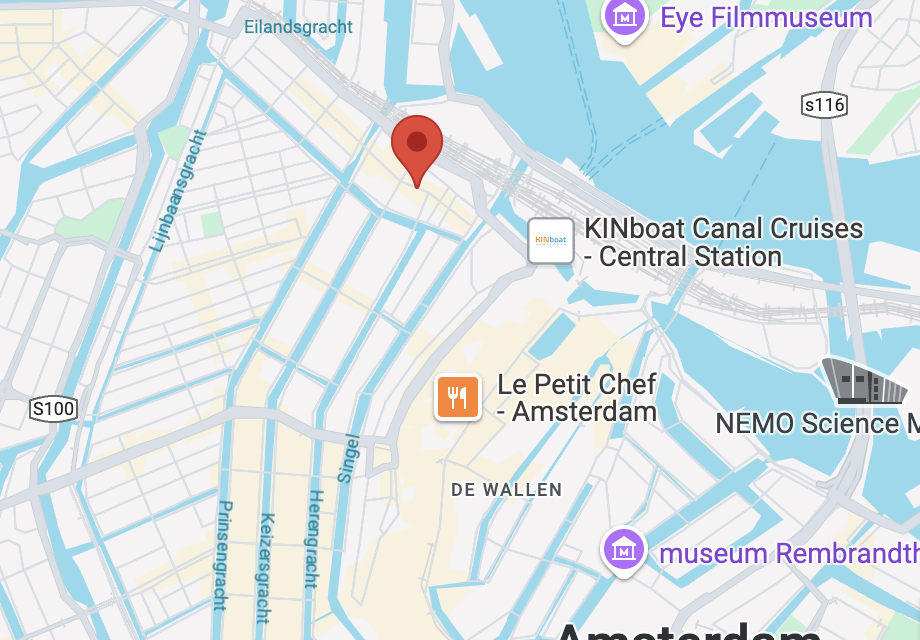 Eilandsgracht
Eye Filmmuseum
s116
Lijnbaansgracht
KINboat
KINboat Canal Cruises
- Central Station
Le Petit Chef
- Amsterdam
S100
NEMO Science M
Singel
DE WALLEN
Prinsengracht
Keizersgracht
Herengracht
museum Rembrandth
Amsterdam